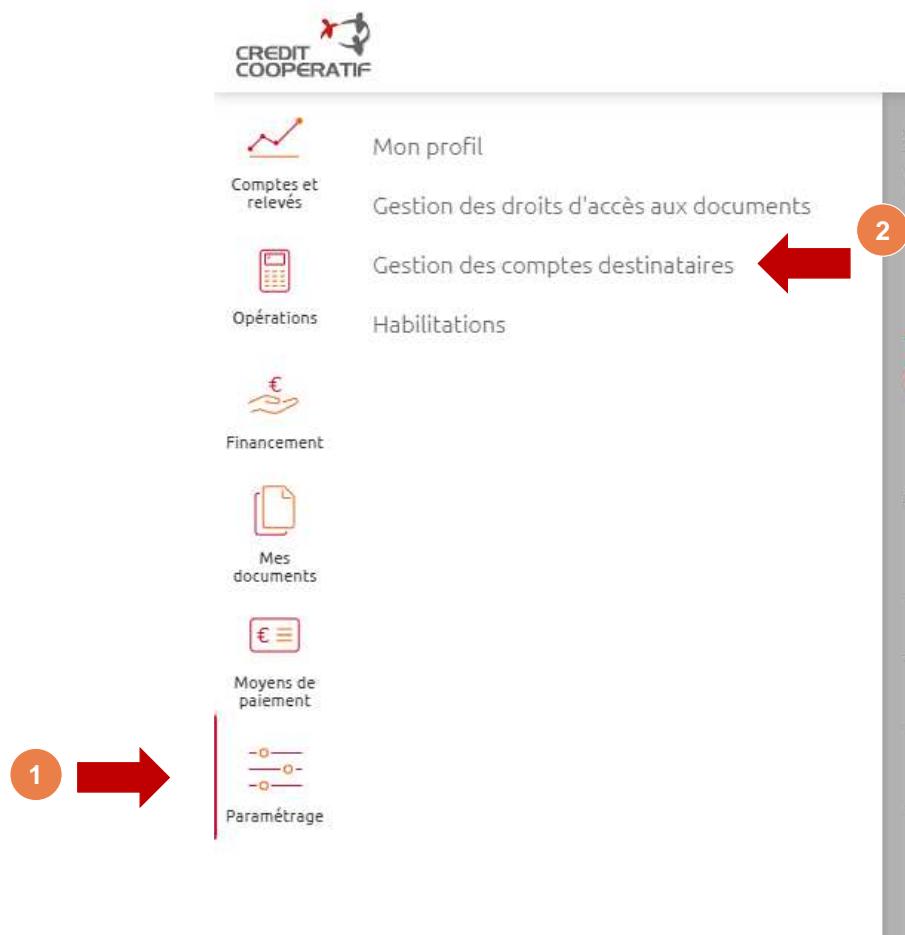 CREDIT
COOPERATIF
Comptes et
relevés
Opérations
€
Financement
Mes
documents
€
Moyens de
paiement
1
Paramétrage
Mon profil
Gestion des droits d'accès aux documents
2
Gestion des comptes destinataires
Habilitations